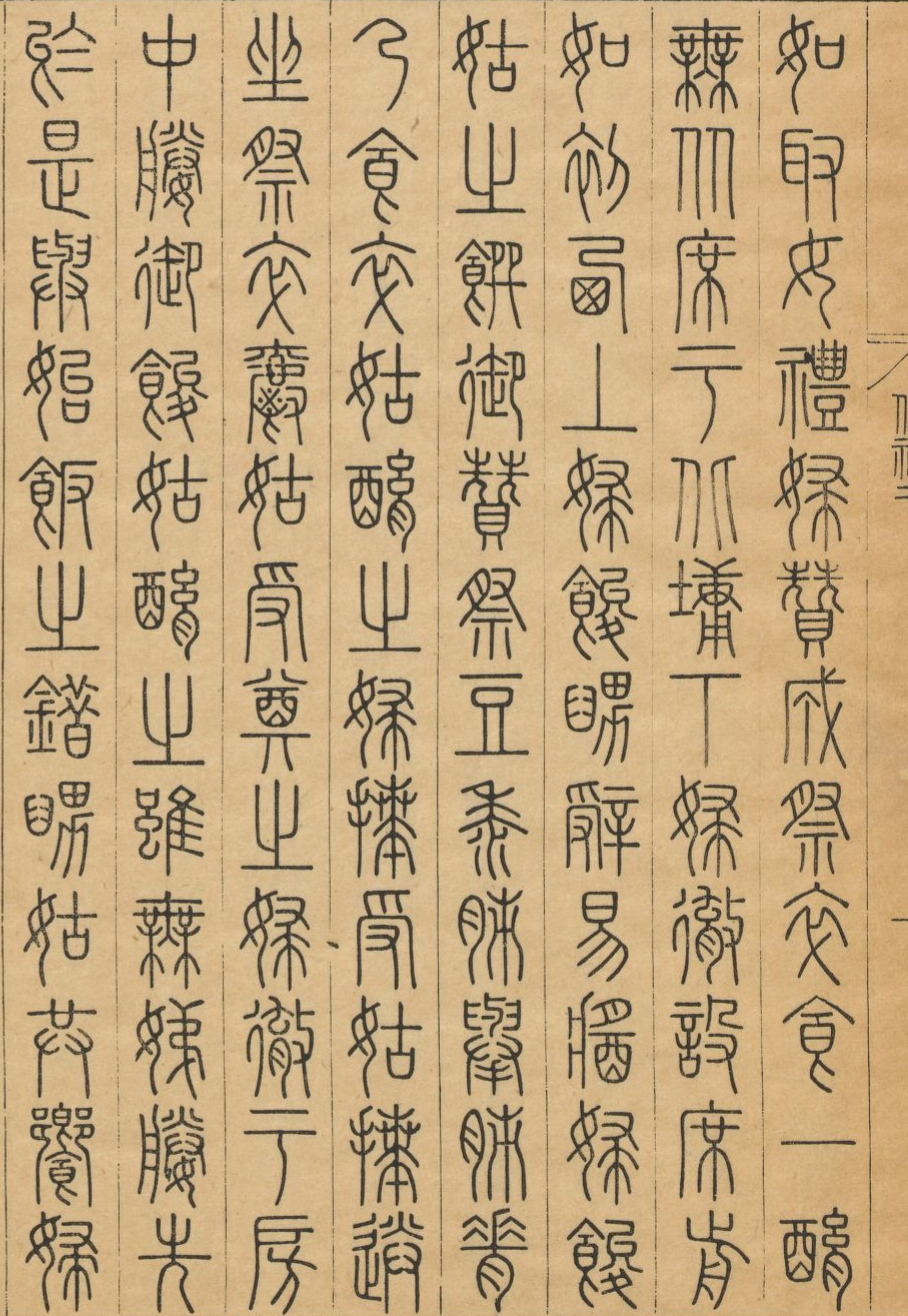 如取女禮婦贊成祭卒食一酳
無从席于北墉下婦徹設席前
如初西上婦餕舅辭易醬婦餕
姑之饌御贊祭豆黍肺舉肺脊
乃食卒姑酳之婦拜受姑拜送
坐祭卒爵姑受奠之婦徹于房
中媵御餕姑酳之雖無娣媵先
於是與始飯之錯舅姑共饗婦